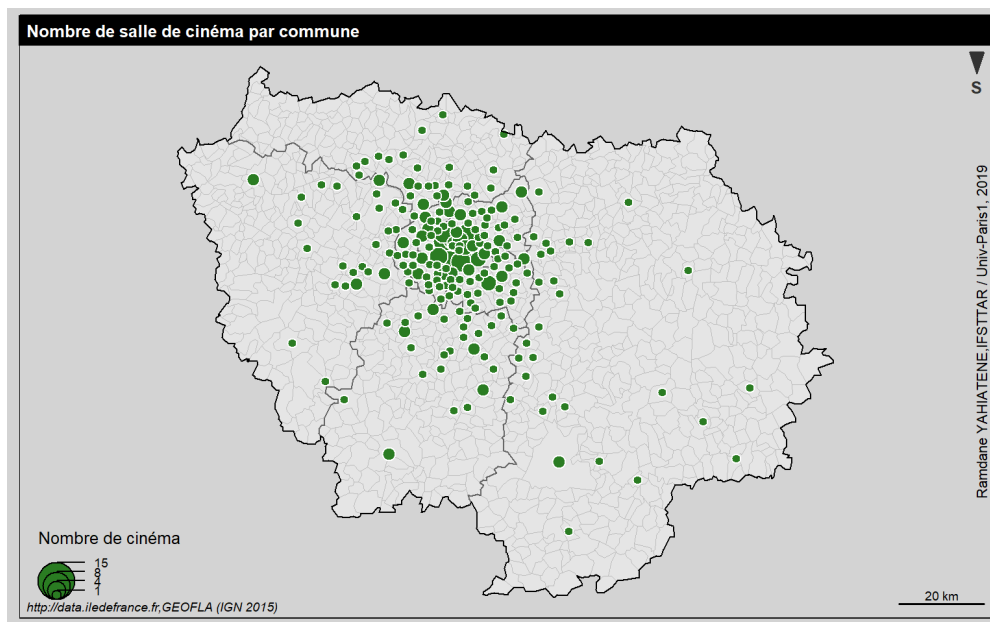 Nombre de salle de cinéma par commune
S
Ramdane YAHIATENE,IFSTTAR / Univ-Paris1, 2019
Nombre de cinéma
15
8
4
1
http://data.iledefrance.fr,GEOFLA (IGN 2015)
20 km